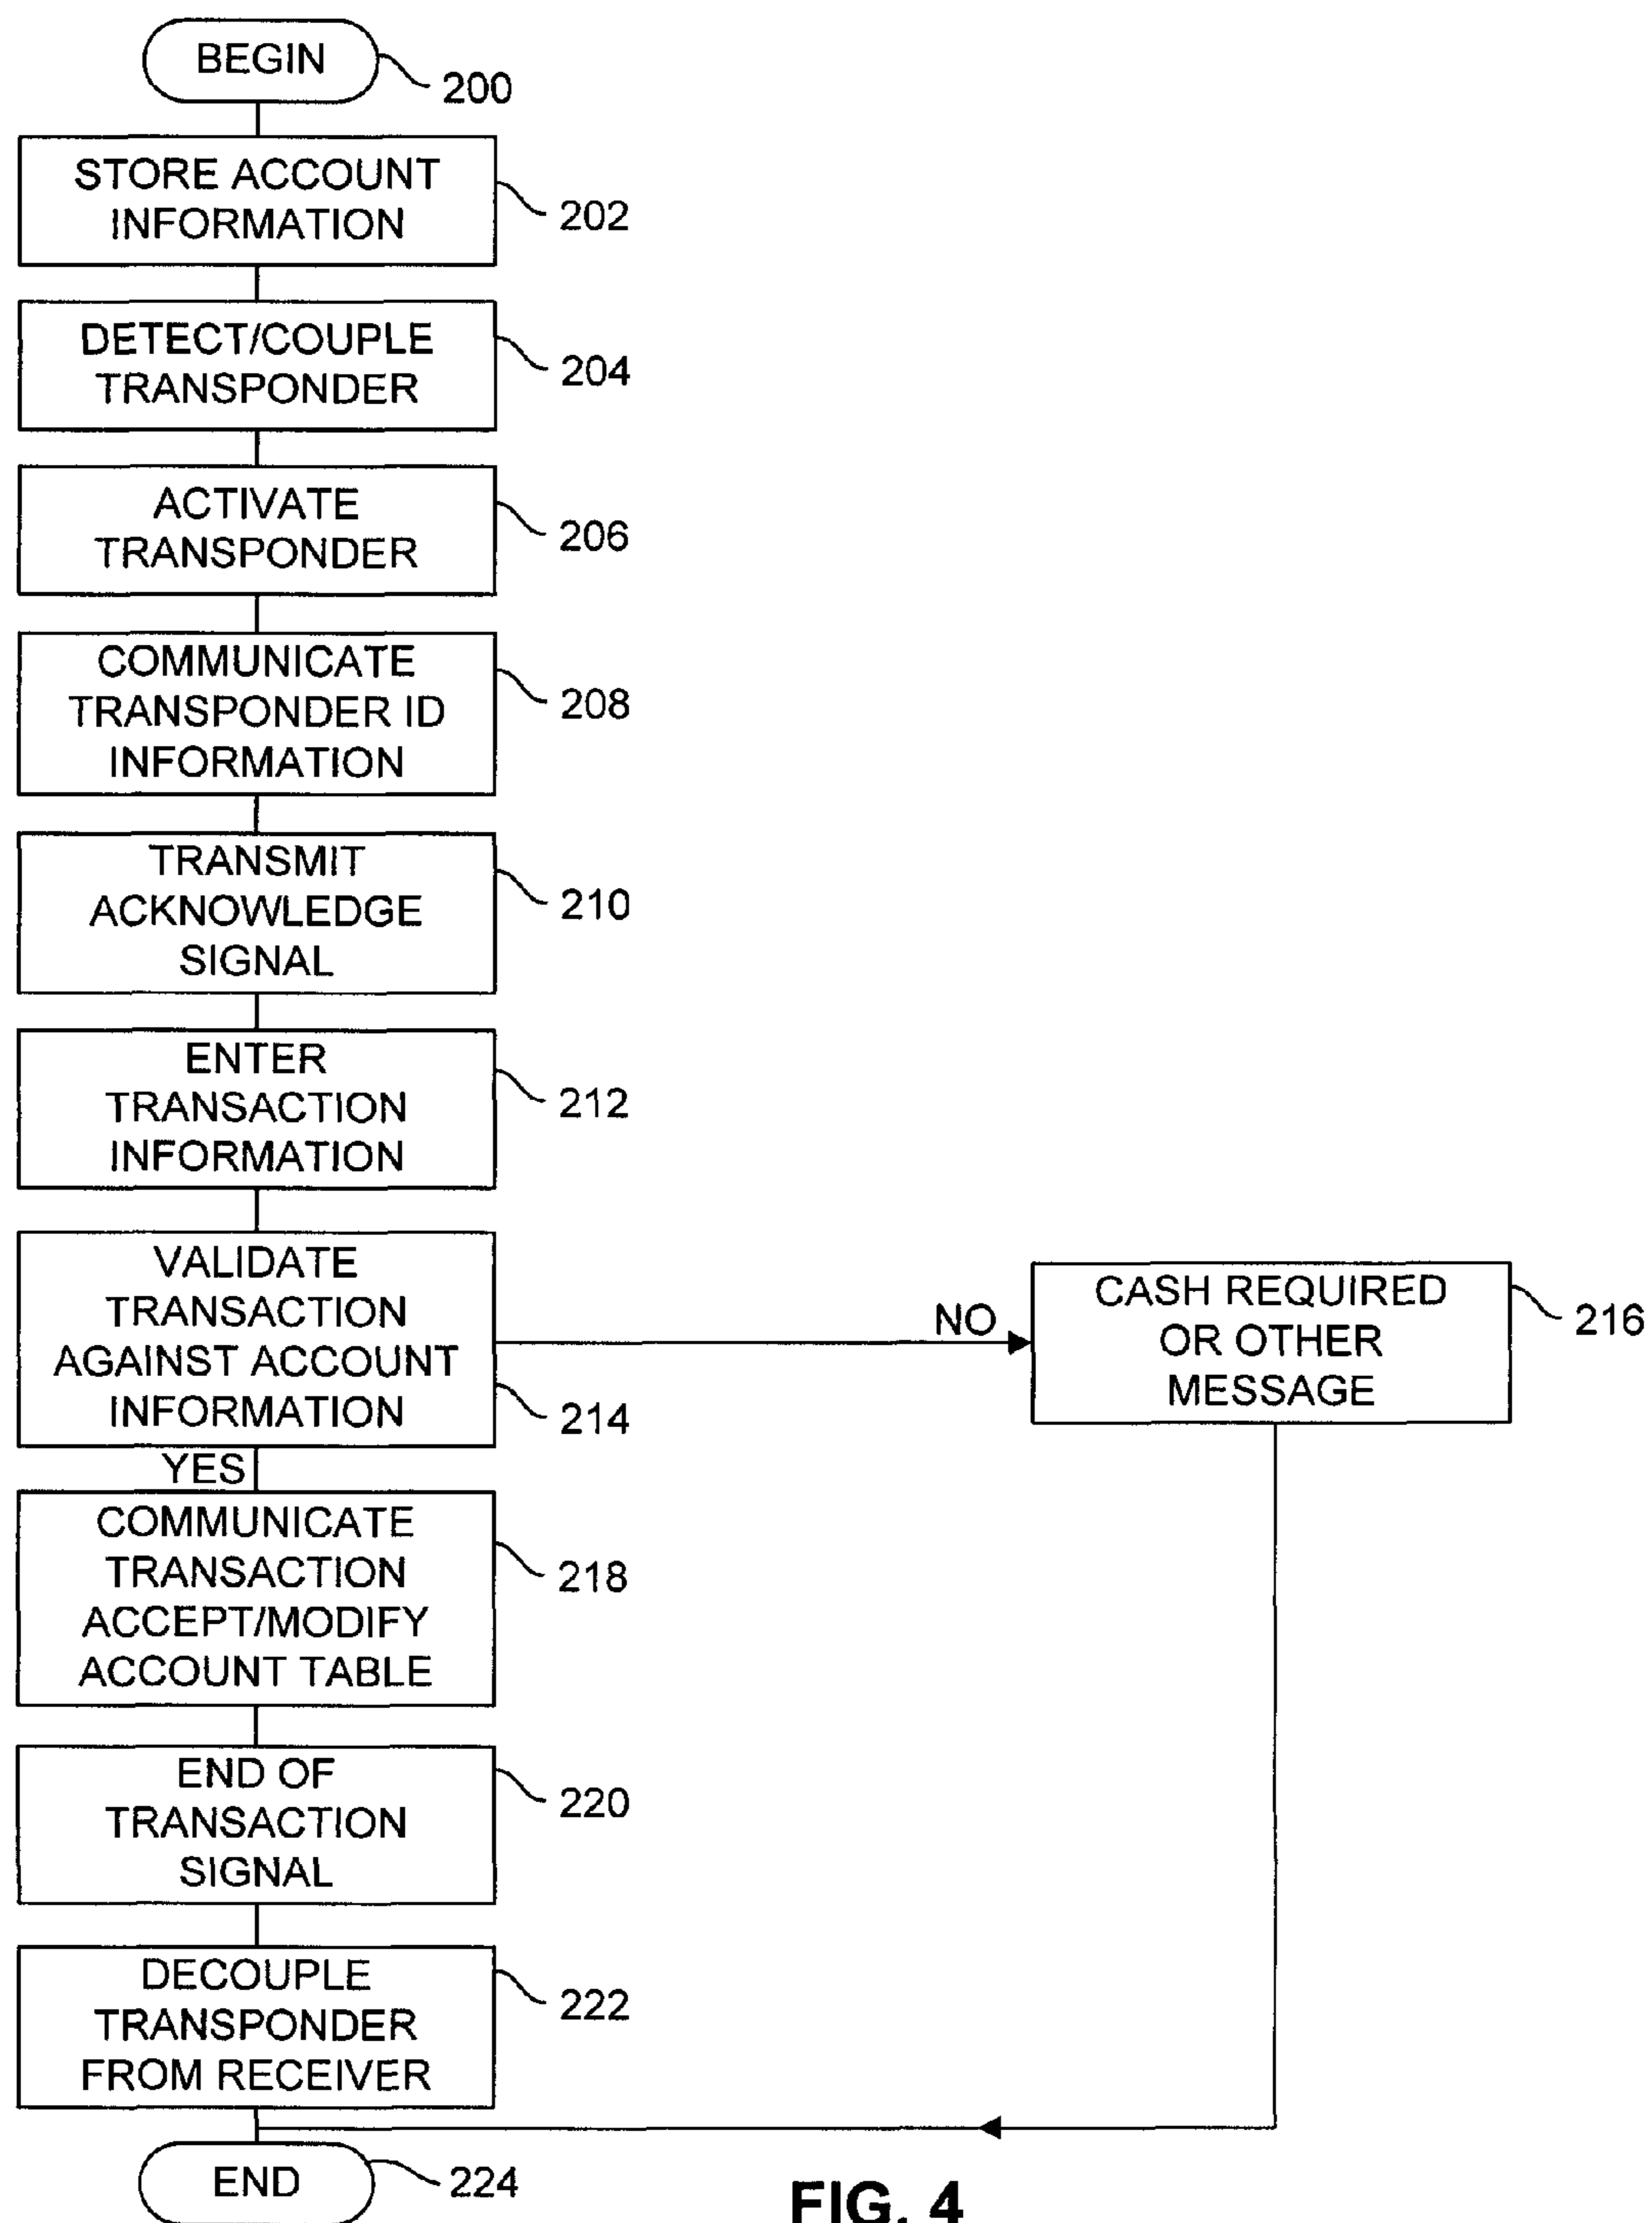 BEGIN
200
STORE ACCOUNT
INFORMATION
202
DETECT/COUPLE
TRANSPONDER
204
ACTIVATE
TRANSPONDER
206
COMMUNICATE
TRANSPONDER ID
INFORMATION
208
TRANSMIT
ACKNOWLEDGE
SIGNAL
210
ENTER
TRANSACTION
INFORMATION
212
VALIDATE
TRANSACTION
AGAINST ACCOUNT
INFORMATION
214
NO
CASH REQUIRED
OR OTHER
MESSAGE
216
YES
COMMUNICATE
TRANSACTION
ACCEPT/MODIFY
ACCOUNT TABLE
218
END OF
TRANSACTION
SIGNAL
220
DECOUPLE
TRANSPONDER
FROM RECEIVER
222
END
224
FIG. 4